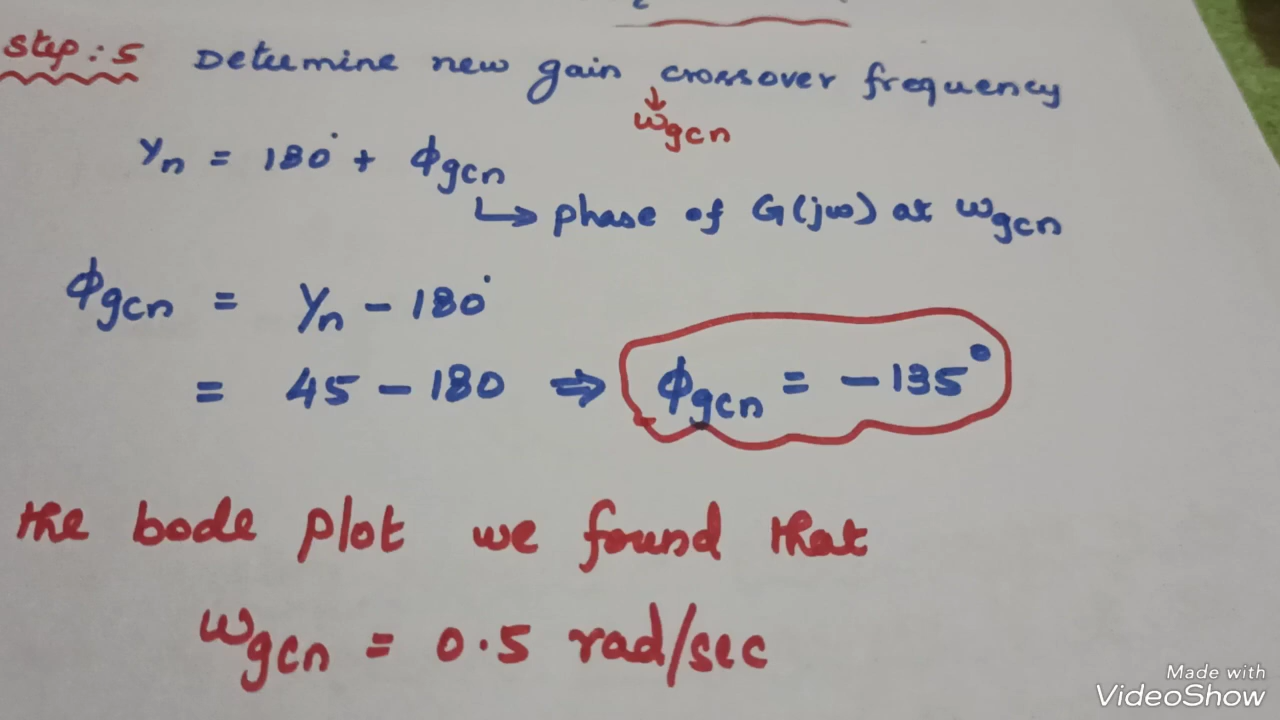 step:5 Determine new gain crossover frequency
ωgcn
γn = 180° + ϕgcn
↳ phase of G(jω) at ωgcn
ϕgcn = γn - 180°
= 45 - 180 ⇒ ϕgcn = -135°
the bode plot we found that
ωgcn = 0.5 rad/sec
Made with
VideoShow